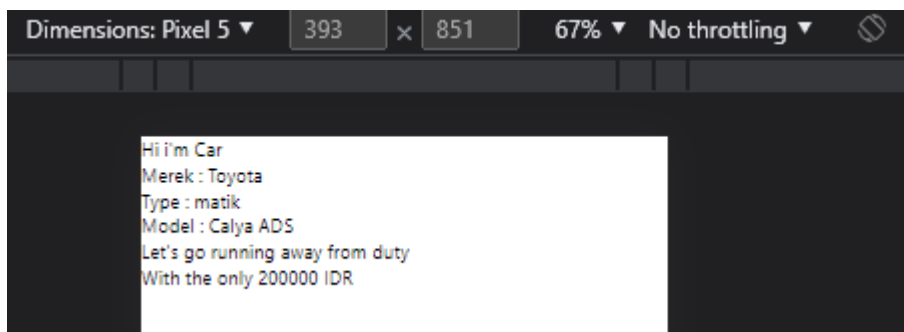 Dimensions: Pixel 5 ▼ 393 × 851 67% ▼ No throttling ▼
Hi i'm Car
Merek : Toyota
Type : matik
Model : Calya ADS
Let's go running away from duty
With the only 200000 IDR